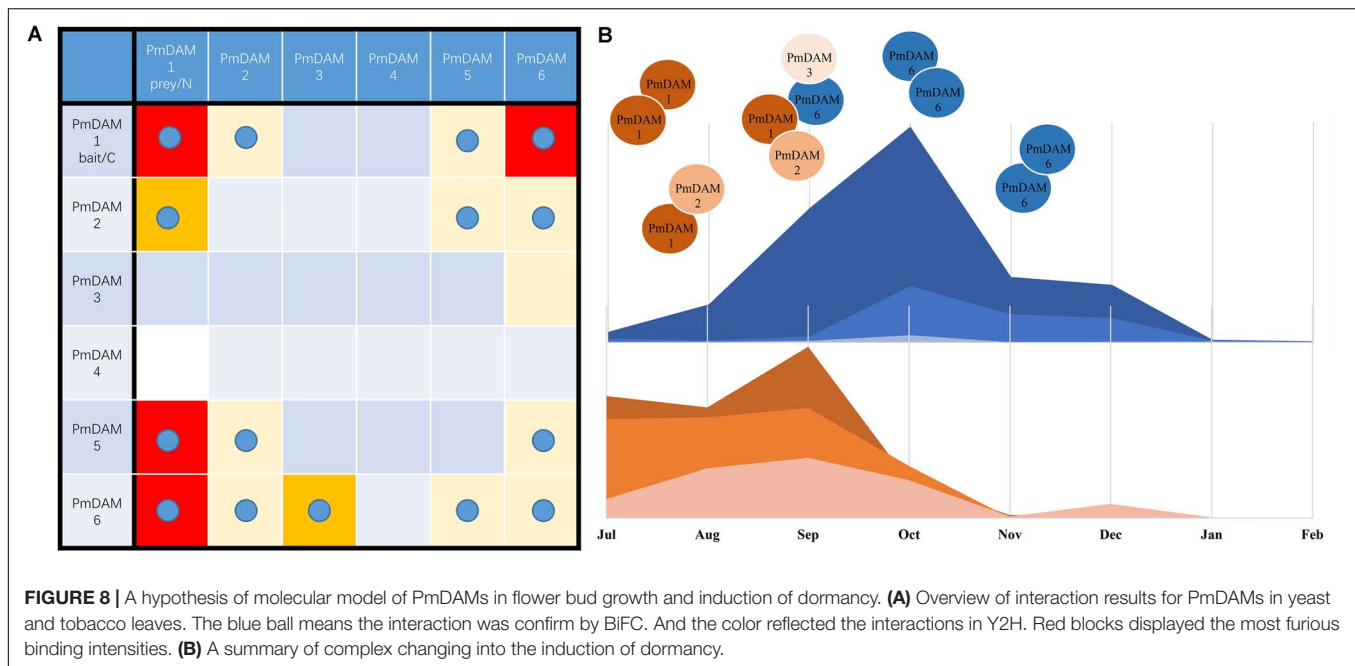 A
PmDAM
1
prey/N
PmDAM
2
PmDAM
3
PmDAM
4
PmDAM
5
PmDAM
6
PmDAM
1
bait/C
PmDAM
2
PmDAM
3
PmDAM
4
PmDAM
5
PmDAM
6
B
PmDAM
1
PmDAM
1
PmDAM
2
PmDAM
1
PmDAM
3
PmDAM
6
PmDAM
1
PmDAM
2
PmDAM
6
PmDAM
6
PmDAM
6
PmDAM
6
Jul Aug Sep Oct Nov Dec Jan Feb
FIGURE 8 | A hypothesis of molecular model of PmDAMs in flower bud growth and induction of dormancy. (A) Overview of interaction results for PmDAMs in yeast
and tobacco leaves. The blue ball means the interaction was confirm by BiFC. And the color reflected the interactions in Y2H. Red blocks displayed the most furious
binding intensities. (B) A summary of complex changing into the induction of dormancy.